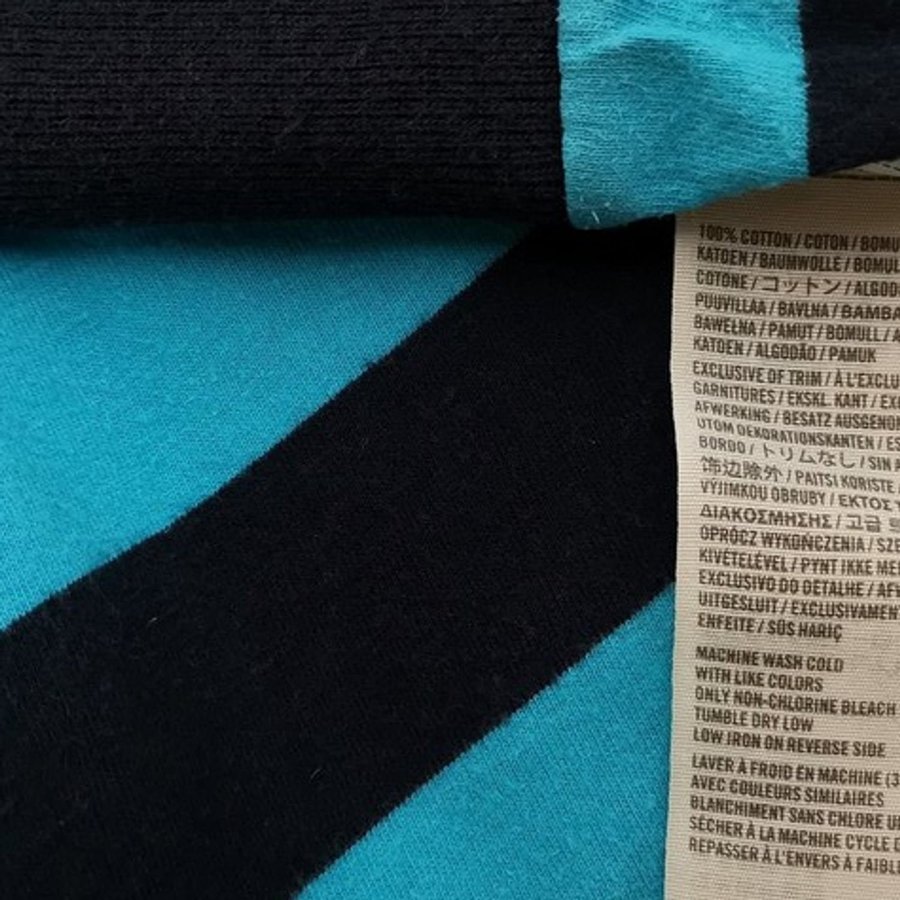 100% COTTON / COTON / BOMU
KATOEN / BAUMWOLLE / BOMUL
COTONE / コットン / ALGOD
PUUVILLAA / BAVLNA / BAMBA
BAWEŁNA / PAMUT / BOMULL / A
KATOEN / ALGODÃO / PAMUK
EXCLUSIVE OF TRIM / À L'EXCLU
GARNITURES / EKSKL. KANT / EX
AFWERKING / BESATZ AUSGENOM
UTOM DEKORATIONSKANTEN / ES
BORDO / トリムなし / SIN A
饰边除外 / PAITSI KORISTE /
VÝJIMKOU OBRUBY / ΕΚΤΟΣ
ΔΙΑΚΟΣΜΗΣΗΣ / 고급
OPRÓCZ WYKOŃCZENIA / SZE
KIVÉTELÉVEL / PYNT IKKE ME
EXCLUSIVO DO DETALHE / AF
UITGESLUIT / EXCLUSIVAMEN
ENFEITE / SÜS HARIÇ
MACHINE WASH COLD
WITH LIKE COLORS
ONLY NON-CHLORINE BLEACH
TUMBLE DRY LOW
LOW IRON ON REVERSE SIDE
LAVER À FROID EN MACHINE (3
AVEC COULEURS SIMILAIRES
BLANCHIMENT SANS CHLORE U
SÉCHER À LA MACHINE CYCLE D
REPASSER À L'ENVERS À FAIBLE